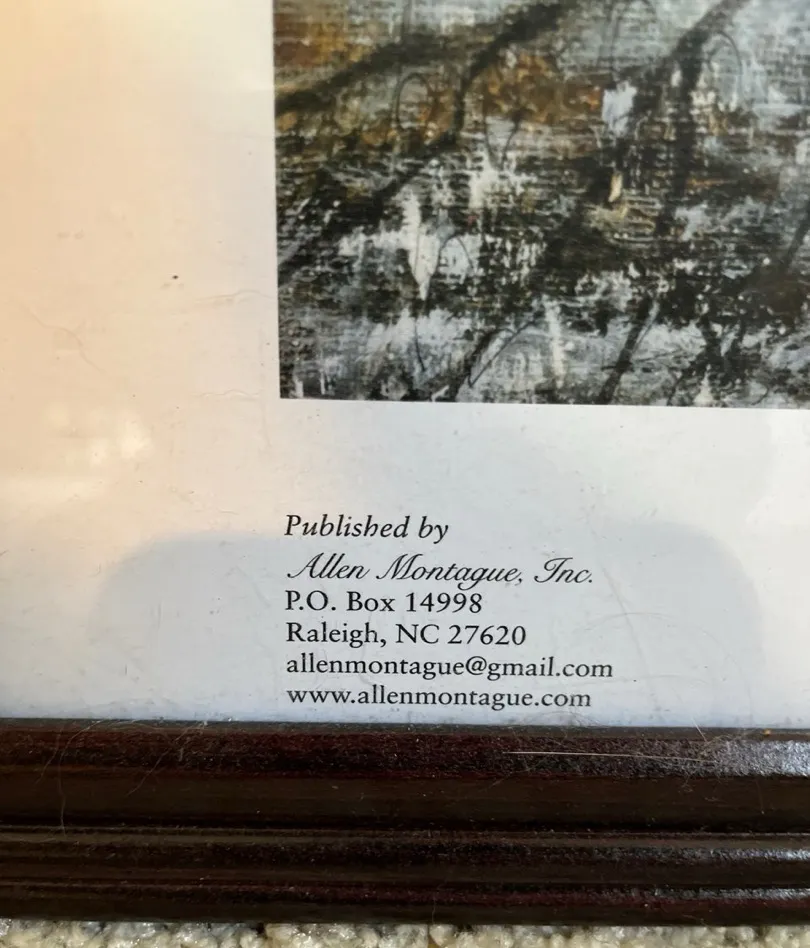 Published by
Allen Montague, Inc.
P.O. Box 14998
Raleigh, NC 27620
allenmontague@gmail.com
www.allenmontague.com